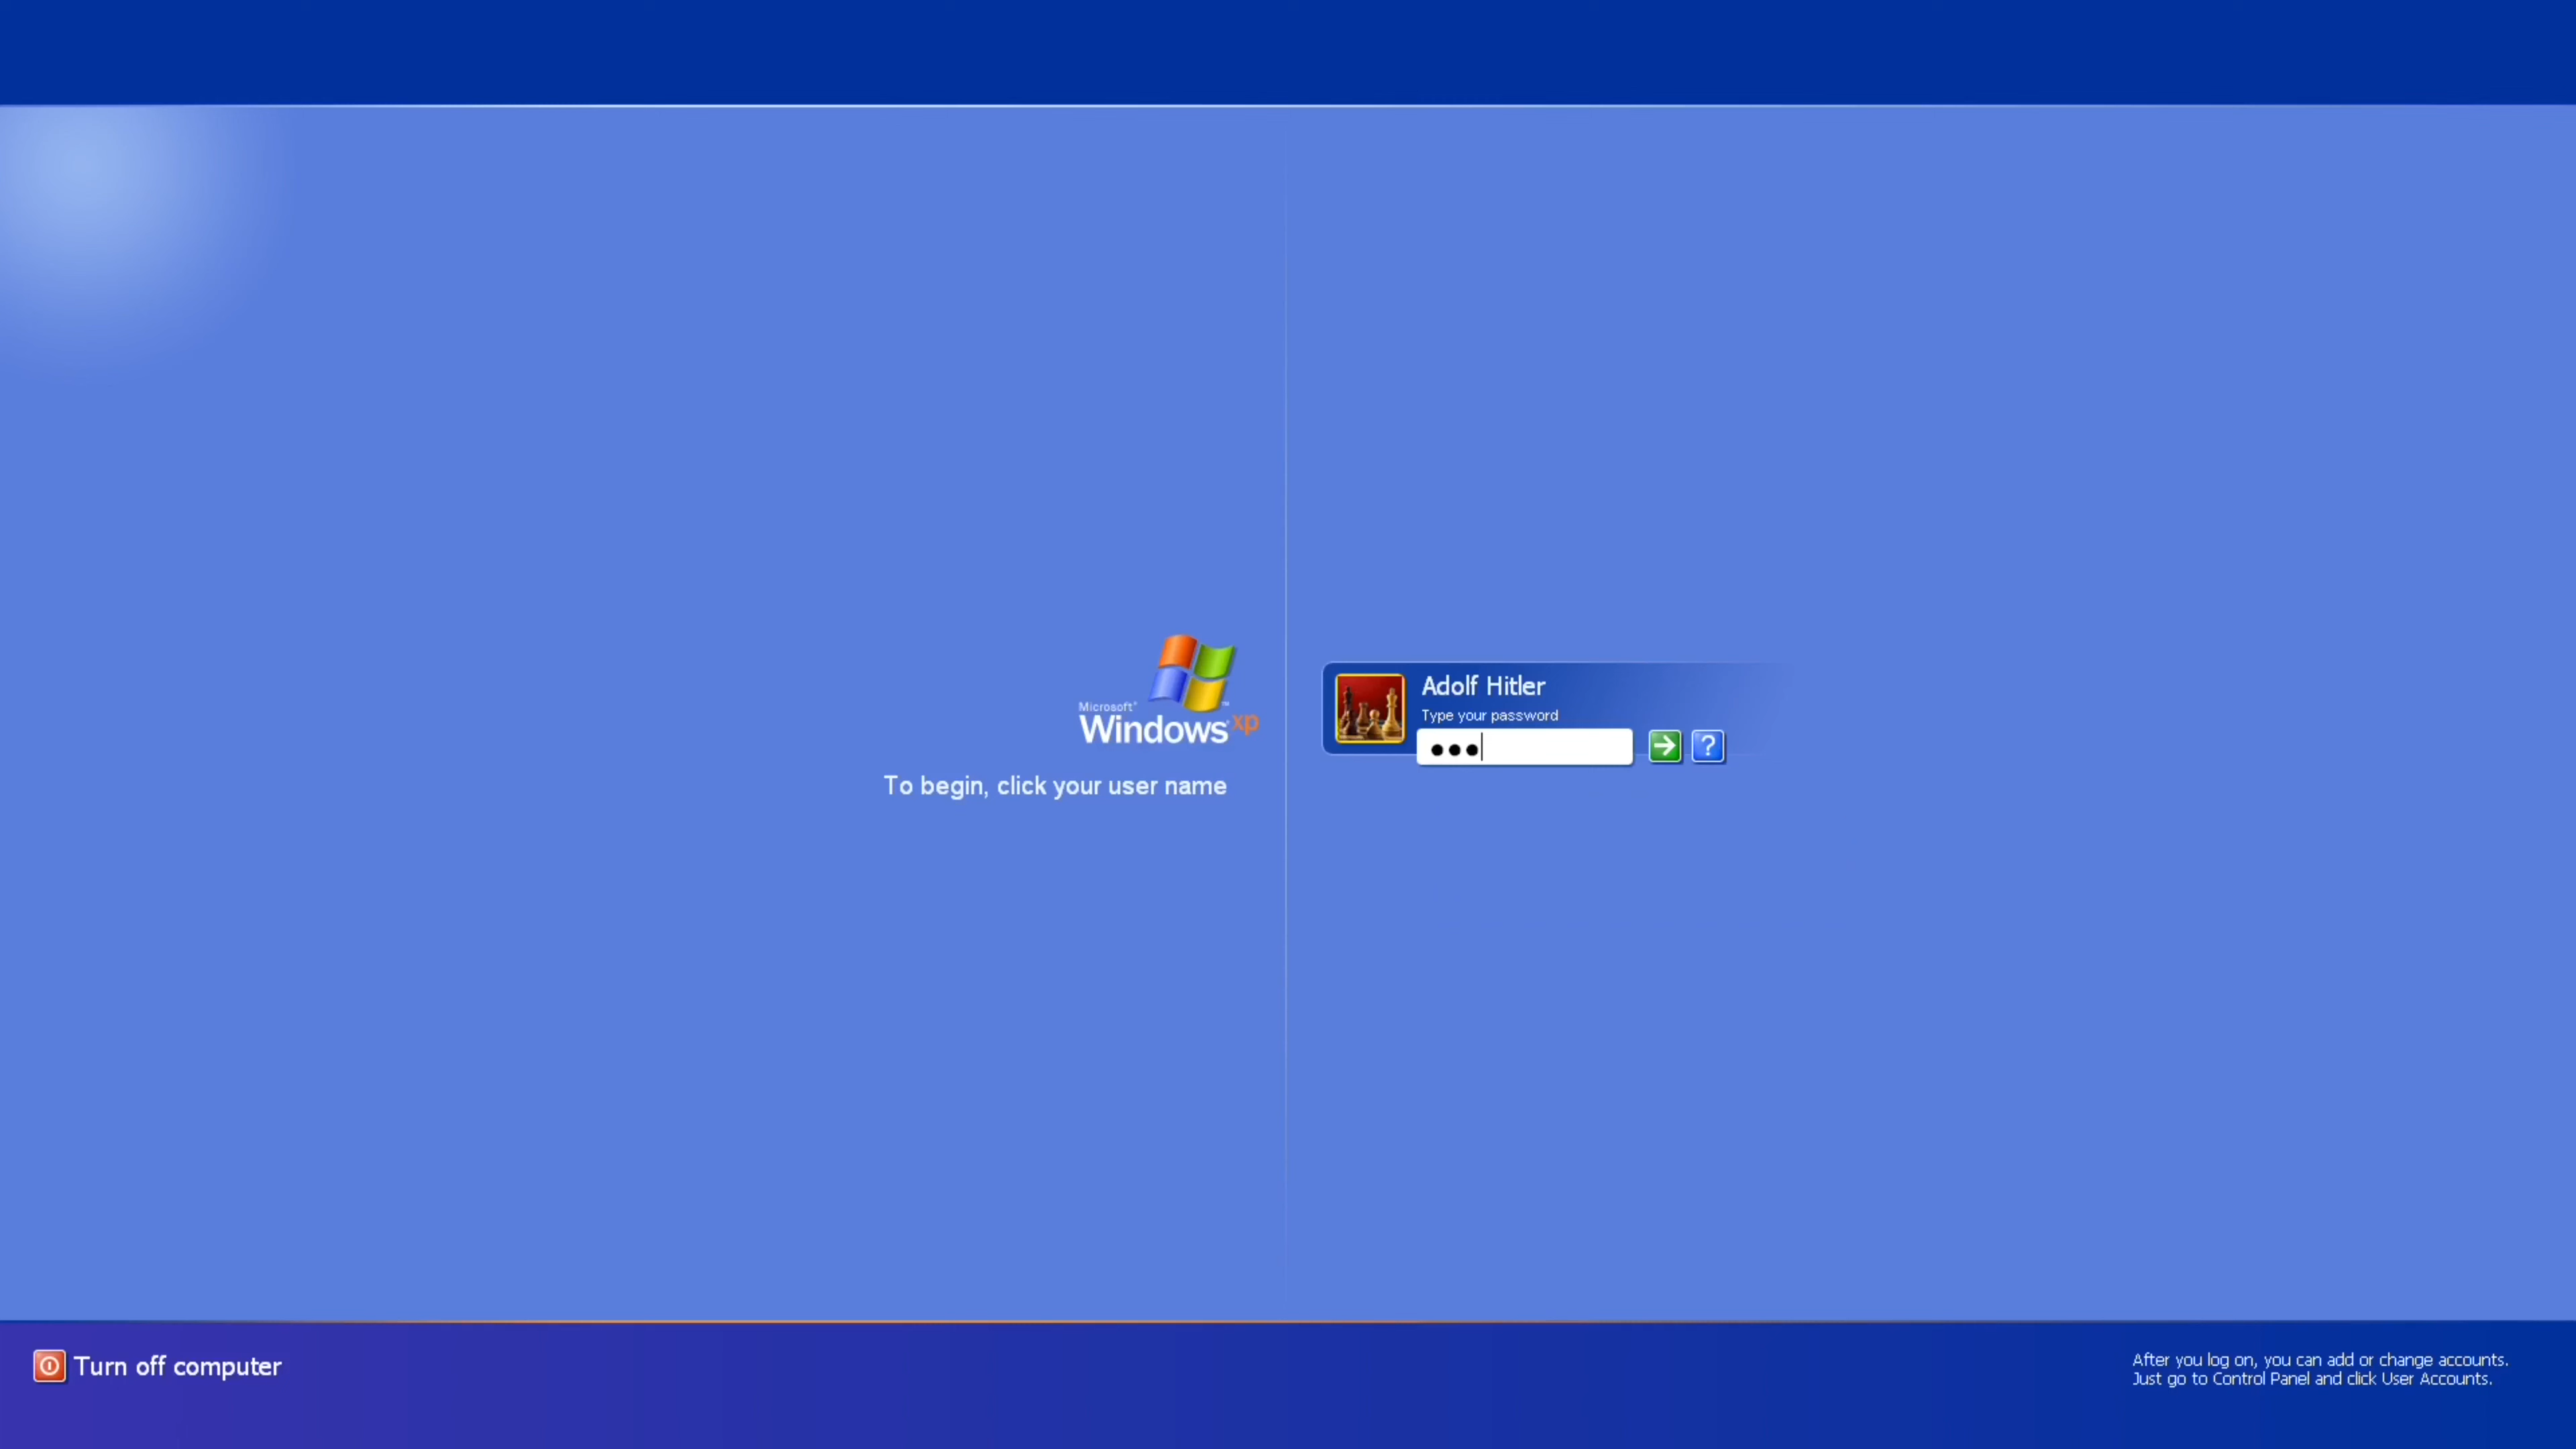 Microsoft®
Windows xp
To begin, click your user name
Adolf Hitler
Type your password
Turn off computer
After you log on, you can add or change accounts.
Just go to Control Panel and click User Accounts.